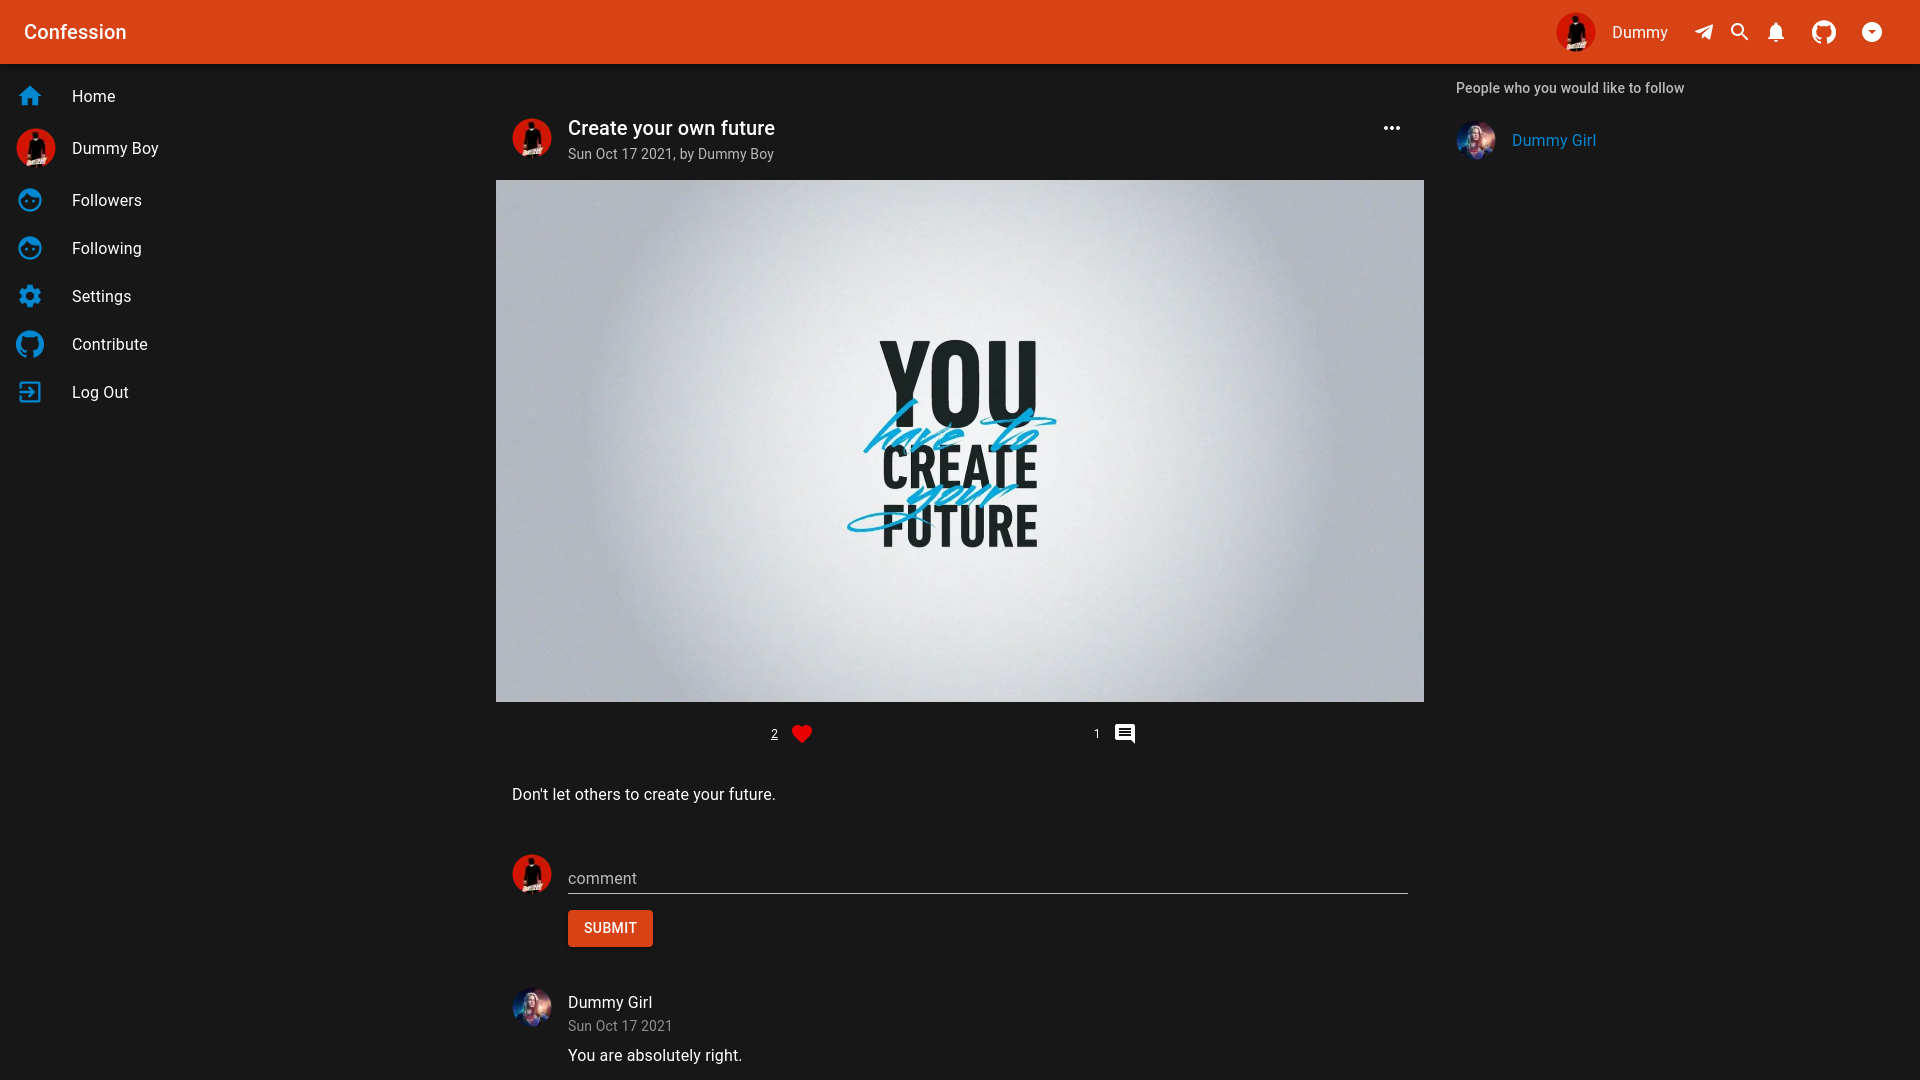 Confession
Dummy
Home
Dummy Boy
Followers
Following
Settings
Contribute
Log Out
Create your own future
Sun Oct 17 2021, by Dummy Boy
YOU
have to
CREATE
your
FUTURE
2
1
Don't let others to create your future.
comment
SUBMIT
Dummy Girl
Sun Oct 17 2021
You are absolutely right.
People who you would like to follow
Dummy Girl